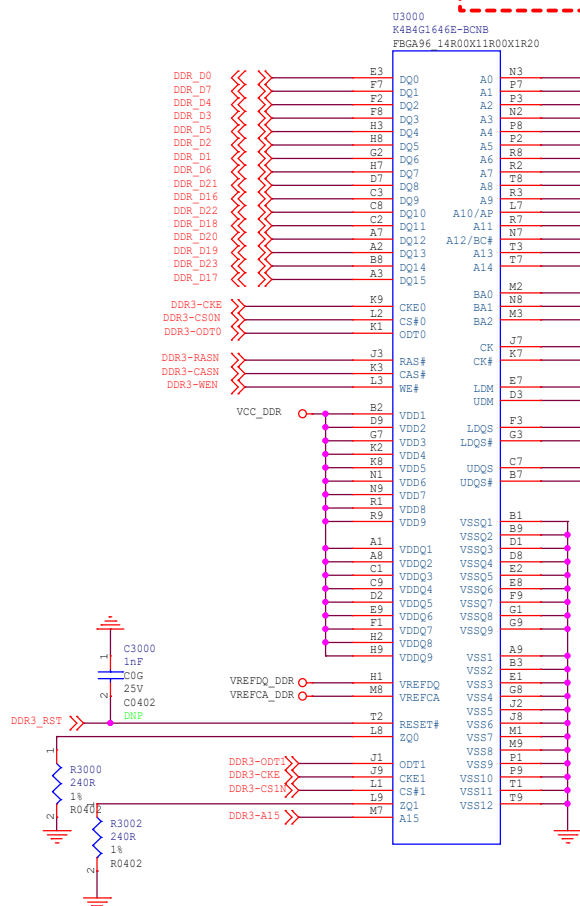 U3000
K4B4G1646E-BCNB
FBGA96_14R00X11R00X1R20
DDR_D0 E3 DQ0 A0 N3
DDR_D7 F7 DQ1 A1 P7
DDR_D4 F2 DQ2 A2 P3
DDR_D3 F8 DQ3 A3 N2
DDR_D5 H3 DQ4 A4 P8
DDR_D2 H8 DQ5 A5 P2
DDR_D1 G2 DQ6 A6 R8
DDR_D6 H7 DQ7 A7 R2
DDR_D21 D7 DQ8 A8 T8
DDR_D16 C3 DQ9 A9 R3
DDR_D22 C8 DQ10 A10/AP L7
DDR_D18 C2 DQ11 A11 R7
DDR_D20 A7 DQ12 A12/BC# N7
DDR_D19 A2 DQ13 A13 T3
DDR_D23 B8 DQ14 A14 T7
DDR_D17 A3 DQ15
BA0 M2
DDR3-CKE K9 CKE0 BA1 N8
DDR3-CS0N L2 CS#0 BA2 M3
DDR3-ODT0 K1 ODT0
CK J7
DDR3-RASN J3 RAS# CK# K7
DDR3-CASN K3 CAS#
DDR3-WEN L3 WE# LDM E7
UDM D3
VCC_DDR B2 VDD1
D9 VDD2 LDQS F3
G7 VDD3 LDQS# G3
K2 VDD4
K8 VDD5 UDQS C7
N1 VDD6 UDQS# B7
N9 VDD7
R1 VDD8
R9 VDD9 VSSQ1 B1
VSSQ2 B9
A1 VDDQ1 VSSQ3 D1
A8 VDDQ2 VSSQ4 D8
C1 VDDQ3 VSSQ5 E2
C9 VDDQ4 VSSQ6 E8
D2 VDDQ5 VSSQ7 F9
E9 VDDQ6 VSSQ8 G1
F1 VDDQ7 VSSQ9 G9
H2 VDDQ8
H9 VDDQ9 VSS1 A9
VSS2 B3
VREFDQ_DDR H1 VREFDQ VSS3 E1
VREFCA_DDR M8 VREFCA VSS4 G8
VSS5 J2
DDR3_RST T2 RESET# VSS6 J8
L8 ZQ0 VSS7 M1
VSS8 M9
DDR3-ODT1 J1 ODT1 VSS9 P1
DDR3-CKE J9 CKE1 VSS10 P9
DDR3-CS1N L1 CS#1 VSS11 T1
L9 ZQ1 VSS12 T9
DDR3-A15 M7 A15
1
C3000
1nF
C0G
25V
2 C0402
DNP
1
R3000
240R
1%
2 R0402
1
R3002
240R
1%
2 R0402